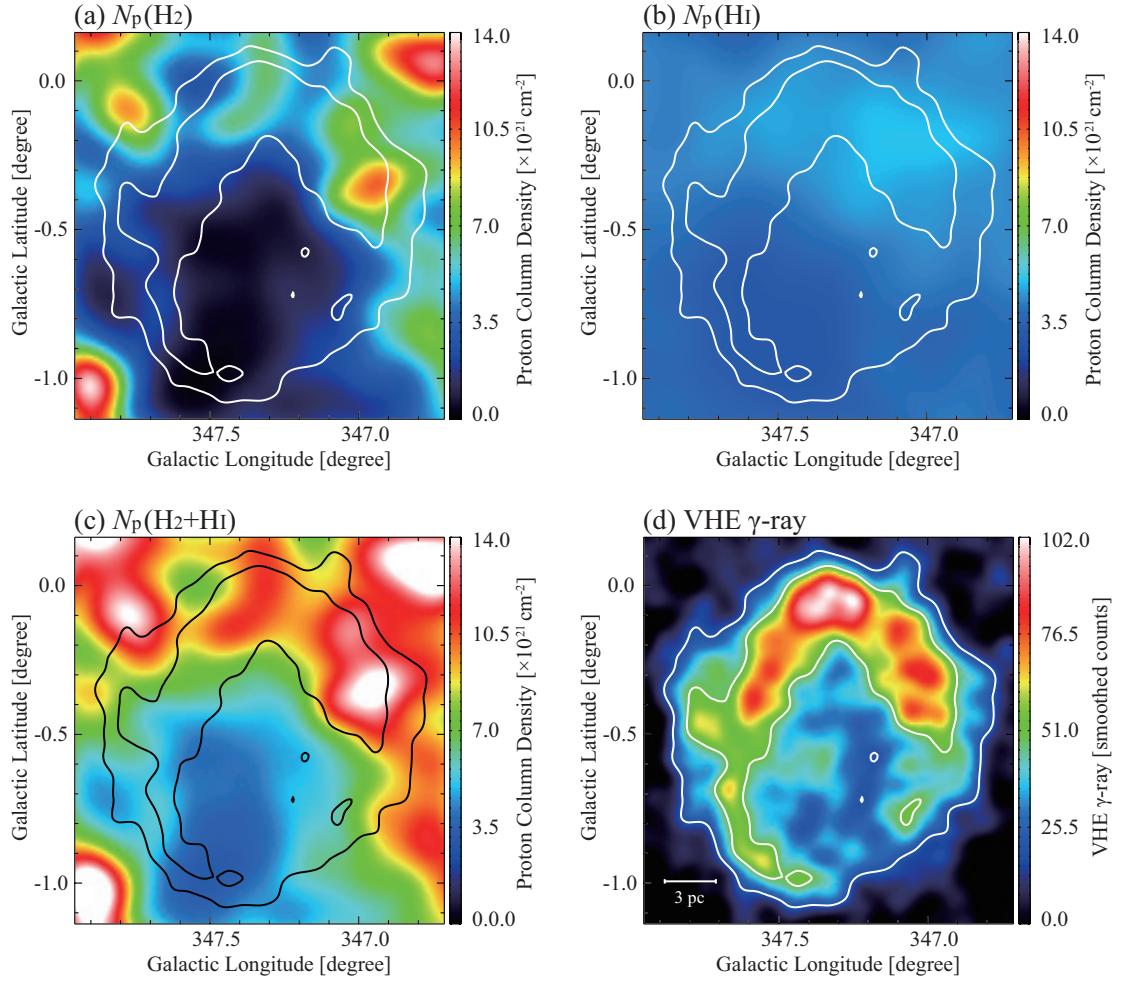 (a) Np(H2)
(b) Np(HI)
0.0
-0.5
-1.0
347.5 347.0
Galactic Latitude [degree]
Galactic Longitude [degree]
14.0
10.5
7.0
3.5
0.0
Proton Column Density [×10²¹ cm⁻²]
0.0
-0.5
-1.0
347.5 347.0
Galactic Latitude [degree]
Galactic Longitude [degree]
14.0
10.5
7.0
3.5
0.0
Proton Column Density [×10²¹ cm⁻²]
(c) Np(H2+HI)
(d) VHE γ-ray
0.0
-0.5
-1.0
347.5 347.0
Galactic Latitude [degree]
Galactic Longitude [degree]
14.0
10.5
7.0
3.5
0.0.0
Proton Column Density [×10²¹ cm⁻²]
0.0
-0.5
-1.0
3 pc
347.5 347.0
Galactic Latitude [degree]
Galactic Longitude [degree]
102.0
76.5
51.0
25.5
0.0
VHE γ-ray [smoothed counts]